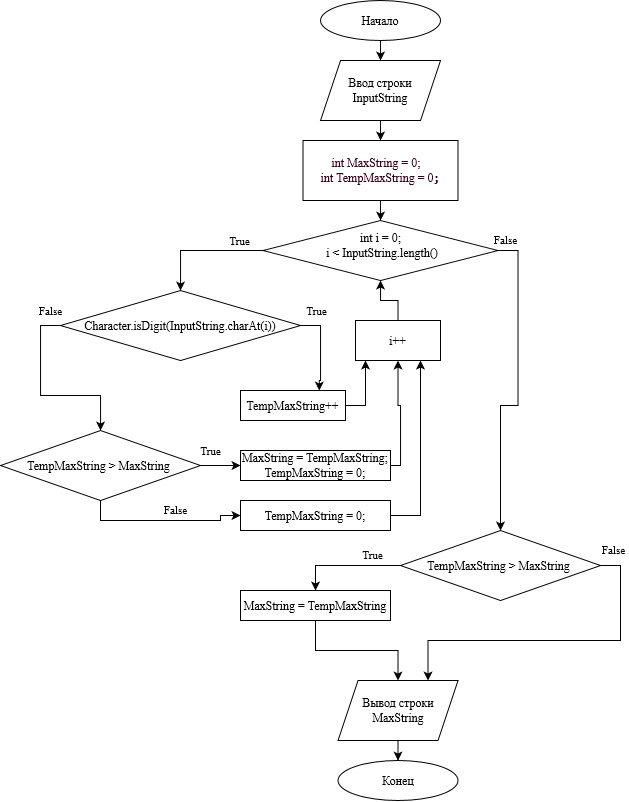 Начало
Ввод строки
InputString
int MaxString = 0;
int TempMaxString = 0;
int i = 0;
i < InputString.length()
True
False
Character.isDigit(InputString.charAt(i))
False
True
i++
TempMaxString++
TempMaxString > MaxString
True
MaxString = TempMaxString;
TempMaxString = 0;
False
TempMaxString = 0;
TempMaxString > MaxString
True
False
MaxString = TempMaxString
Вывод строки
MaxString
Конец